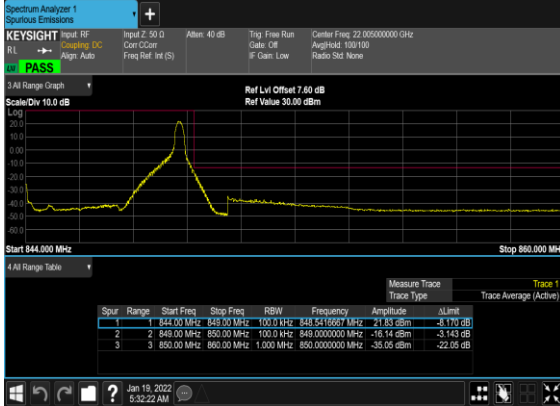 Spectrum Analyzer 1
Spurious Emissions
+
KEYSIGHT Input: RF Input Z: 50 Ω Atten: 40 dB Trig: Free Run Center Freq: 22.005000000 GHz
RL Coupling: DC Corr CCorr Gate: Off Avg|Hold: 100/100
Align: Auto Freq Ref: Int (S) IF Gain: Low Radio Std: None
PASS
3 All Range Graph
Ref Lvl Offset 7.60 dB
Scale/Div 10.0 dB Ref Value 30.00 dBm
Log
20.0
10.0
0.00
-10.0
-20.0
-30.0
-40.0
-50.0
-60.0
Start 844.000 MHz Stop 860.000 MH
4 All Range Table
Measure Trace Trace 1
Trace Type Trace Average (Active)
Spur Range Start Freq Stop Freq RBW Frequency Amplitude ΔLimit
1 1 844.00 MHz 849.00 MHz 100.0 kHz 848.5416667 MHz 21.83 dBm -8.170 dB
2 2 849.00 MHz 850.00 MHz 100.0 kHz 849.0000000 MHz -16.14 dBm -3.143 dB
3 3 850.00 MHz 860.00 MHz 1.000 MHz 850.0000000 MHz -35.05 dBm -22.05 dB
? Jan 19, 2022
5:32:22 AM